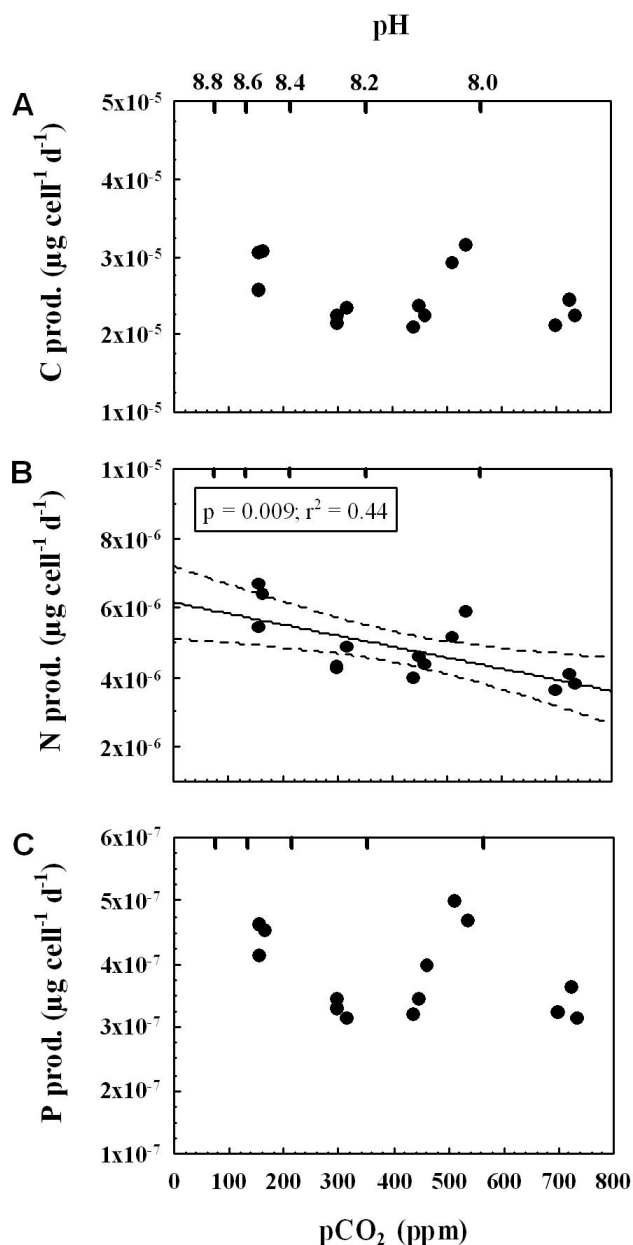 pH
8.8 8.6 8.4 8.2 8.0
A
5x10⁻⁵
3x10⁻⁵
2x10⁻⁵
1x10⁻⁵
C prod. (µg cell⁻¹ d⁻¹)
B
1x10⁻⁵
8x10⁻⁶
6x10⁻⁶
4x10⁻⁶
2x10⁻⁶
N prod. (µg cell⁻¹ d⁻¹)
p = 0.009; r² = 0.44
C
6x10⁻⁷
5x10⁻⁷
4x10⁻⁷
3x10⁻⁷
2x10⁻⁷
1x10⁻⁷
P prod. (µg cell⁻¹ d⁻¹)
0 100 200 300 400 500 600 700 800
pCO₂ (ppm)